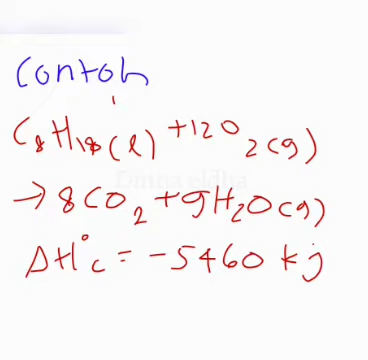 Contoh
C₈H₁₈(l) + 12O₂(g)
→ 8CO₂ + 9H₂O(g)
ΔH°c = -5460 kj